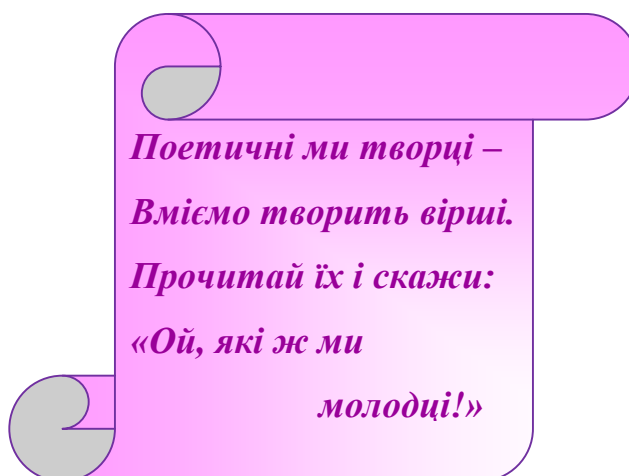 Поетичні ми творці –
Вміємо творить вірші.
Прочитай їх і скажи:
«Ой, які ж ми
молодці!»